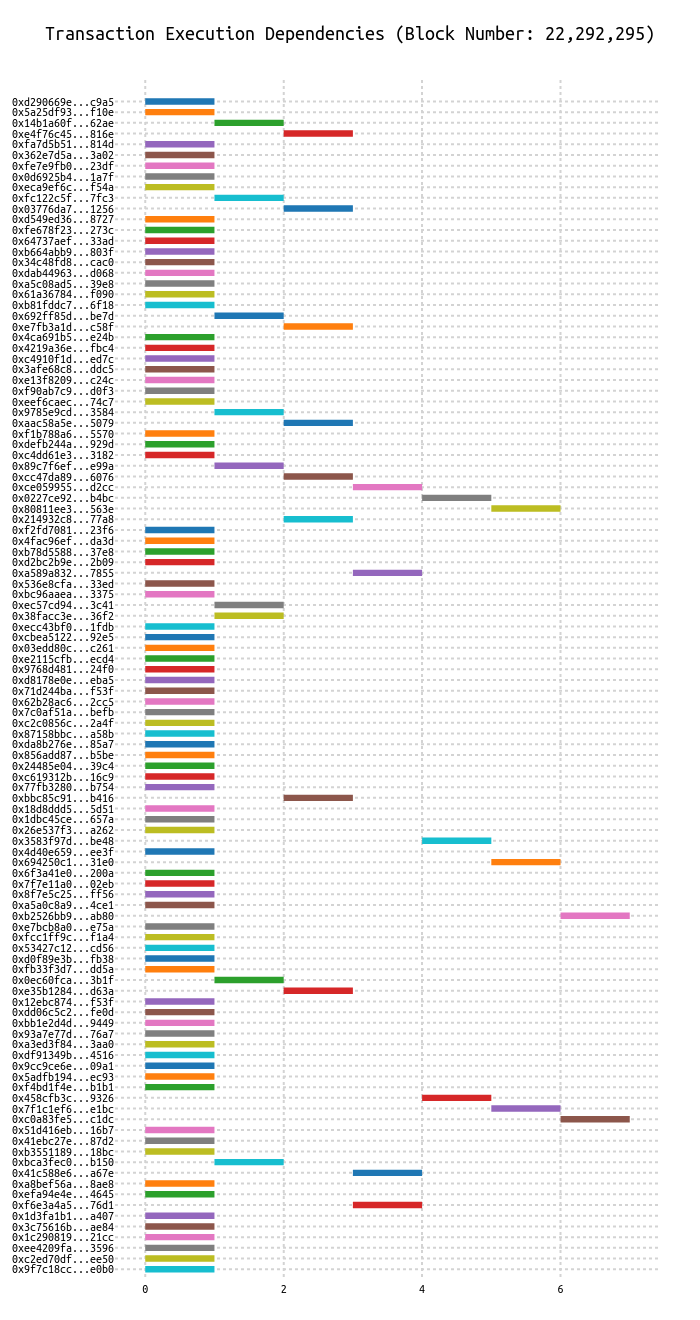 Transaction Execution Dependencies (Block Number: 22,292,295)
0xd290669e...c9a5
0x5a25df93...f10e
0x14b1a60f...62ae
0xe4f76c45...816e
0xfa7d5b51...814d
0x362e7d5a...3a02
0xfe7e9fb0...23df
0x0d6925b4...1a7f
0xeca9ef6c...f54a
0xfc122c5f...7fc3
0x03776da7...1256
0xd549ed36...8727
0xfe678f23...273c
0x64737aef...33ad
0xb664abb9...803f
0x34c48fd8...cac0
0xdab44963...d068
0xa5c08ad5...39e8
0x61a36784...f090
0xb81fddc7...6f18
0x692ff85d...be7d
0xe7fb3a1d...c58f
0x4ca691b5...e24b
0x4219a36e...fbc4
0xc4910f1d...ed7c
0x3afe68c8...ddc5
0xe13f8209...c24c
0xf90ab7c9...d0f3
0xeef6caec...74c7
0x9785e9cd...3584
0xaac58a5e...5079
0xf1b788a6...5570
0xdefb244a...929d
0xc4dd61e3...3182
0x89c7f6ef...e99a
0xcc47da89...6076
0xce059955...d2cc
0x0227ce92...b4bc
0x80811ee3...563e
0x214932c8...77a8
0xf2fd7081...23f6
0x4fac96ef...da3d
0xb78d5588...37e8
0xd2bc2b9e...2b09
0xa589a832...7855
0x536e8cfa...33ed
0xbc96aaea...3375
0xec57cd94...3c41
0x38facc3e...36f2
0xecc43bf0...1fdb
0xcbea5122...92e5
0x03edd80c...c261
0xe2115cfb...ecd4
0x9768d481...24f0
0xd8178e0e...eba5
0x71d244ba...f53f
0x62b28ac6...2cc5
0x7c0af51a...befb
0xc2c0856c...2a4f
0x87158bbc...a58b
0xda8b276e...85a7
0x856add87...b5be
0x24485e04...39c4
0xc619312b...16c9
0x77fb3280...b754
0xbbc85c91...b416
0x18d8ddd5...5d51
0x1dbc45ce...657a
0x26e537f3...a262
0x3583f97d...be48
0x4d40e659...ee3f
0x694250c1...31e0
0x6f3a41e0...200a
0x7f7e11a0...02eb
0x8f7e5c25...ff56
0xa5a0c8a9...4ce1
0xb2526bb9...ab80
0xe7bcb8a0...e75a
0xfcc1ff9c...f1a4
0x53427c12...cd56
0xd0f89e3b...fb38
0xfb33f3d7...dd5a
0x0ec60fca...3b1f
0xe35b1284...d63a
0x12ebc874...f53f
0xdd06c5c2...fe0d
0xbb1e2d4d...9449
0x93a7e77d...76a7
0xa3ed3f84...3aa0
0xdf91349b...4516
0x9cc9ce6e...09a1
0x5adfb194...ec93
0xf4bd1f4e...b1b1
0x458cfb3c...9326
0x7f1c1ef6...e1bc
0xc0a83fe5...c1dc
0x51d416eb...16b7
0x41ebc27e...87d2
0xb3551189...18bc
0xbca3fec0...b150
0x41c588e6...a67e
0xa8bef56a...8ae8
0xefa94e4e...4645
0xf6e3a4a5...76d1
0x1d3fa1b1...a407
0x3c75616b...ae84
0x1c290819...21cc
0xee4209fa...3596
0xc2ed70df...ee50
0x9f7c18cc...e0b0
0 2 4 6